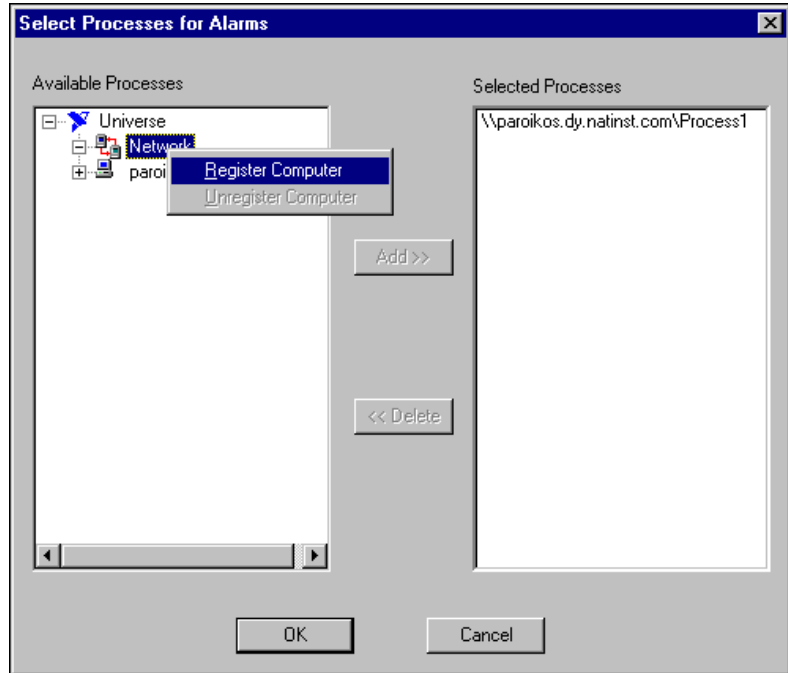 Select Processes for Alarms
Available Processes
Selected Processes
Universe
Network
paroi
Register Computer
Unregister Computer
\\paroikos.dy.natinst.com\Process1
Add >>
<< Delete
OK
Cancel